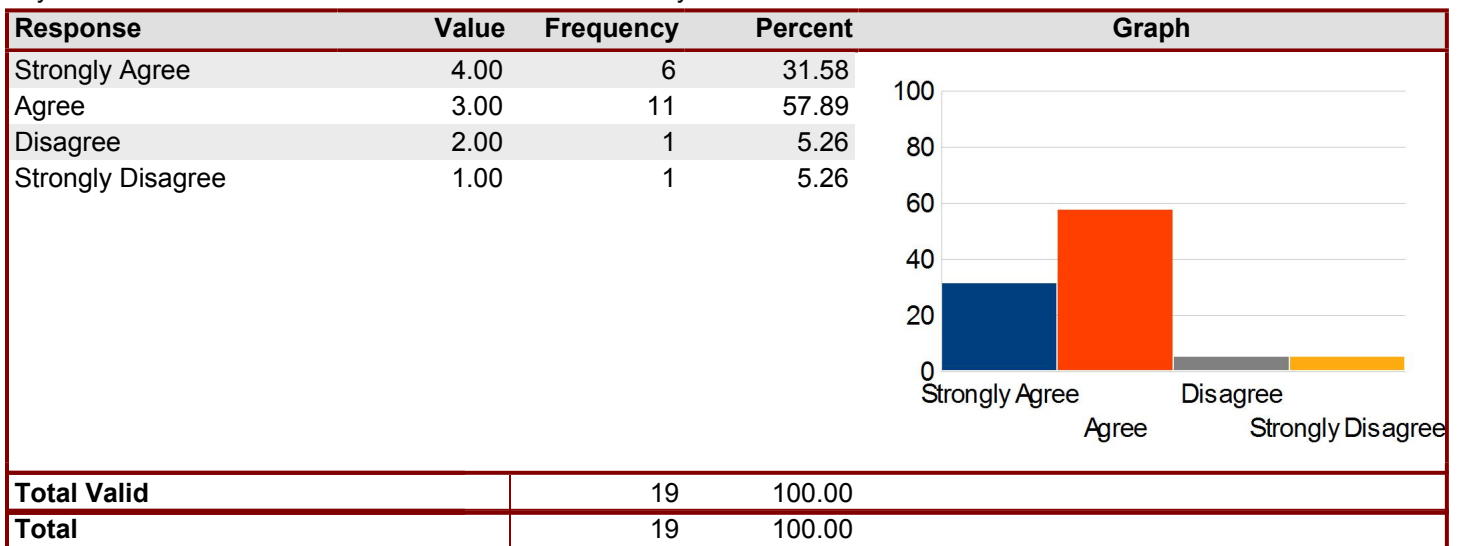 Response Value Frequency Percent Graph
Strongly Agree 4.00 6 31.58
Agree 3.00 11 57.89
Disagree 2.00 1 5.26
Strongly Disagree 1.00 1 5.26
100
80
60
40
20
0
Strongly Agree Disagree
Agree Strongly Disagree
Total Valid 19 100.00
Total 19 100.00